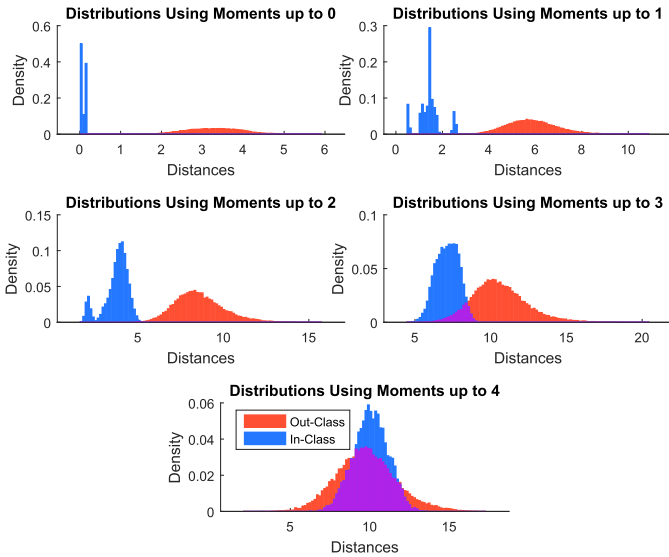 Distributions Using Moments up to 0
0.6
0.4
0.2
0
Density
0 1 2 3 4 5 6
Distances
Distributions Using Moments up to 1
0.3
0.2
0.1
0
Density
0 2 4 6 8 10
Distances
Distributions Using Moments up to 2
0.15
0.1
0.05
0
Density
5 10 15
Distances
Distributions Using Moments up to 3
0.1
0.05
0
Density
5 10 15 20
Distances
Distributions Using Moments up to 4
0.06
0.04
0.02
0
Density
Out-Class
In-Class
5 10 15
Distances